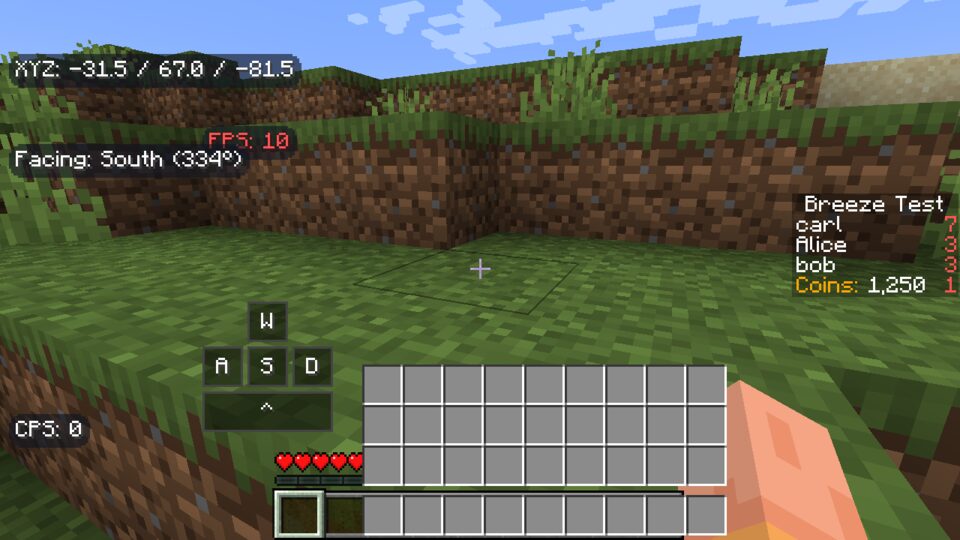 XYZ: -31.5 / 67.0 / -81.5
FPS: 10
Facing: South (334º)
Breeze Test
carl 7
Alice 3
bob 3
Coins: 1,250 1
W
A S D
^
CPS: 0